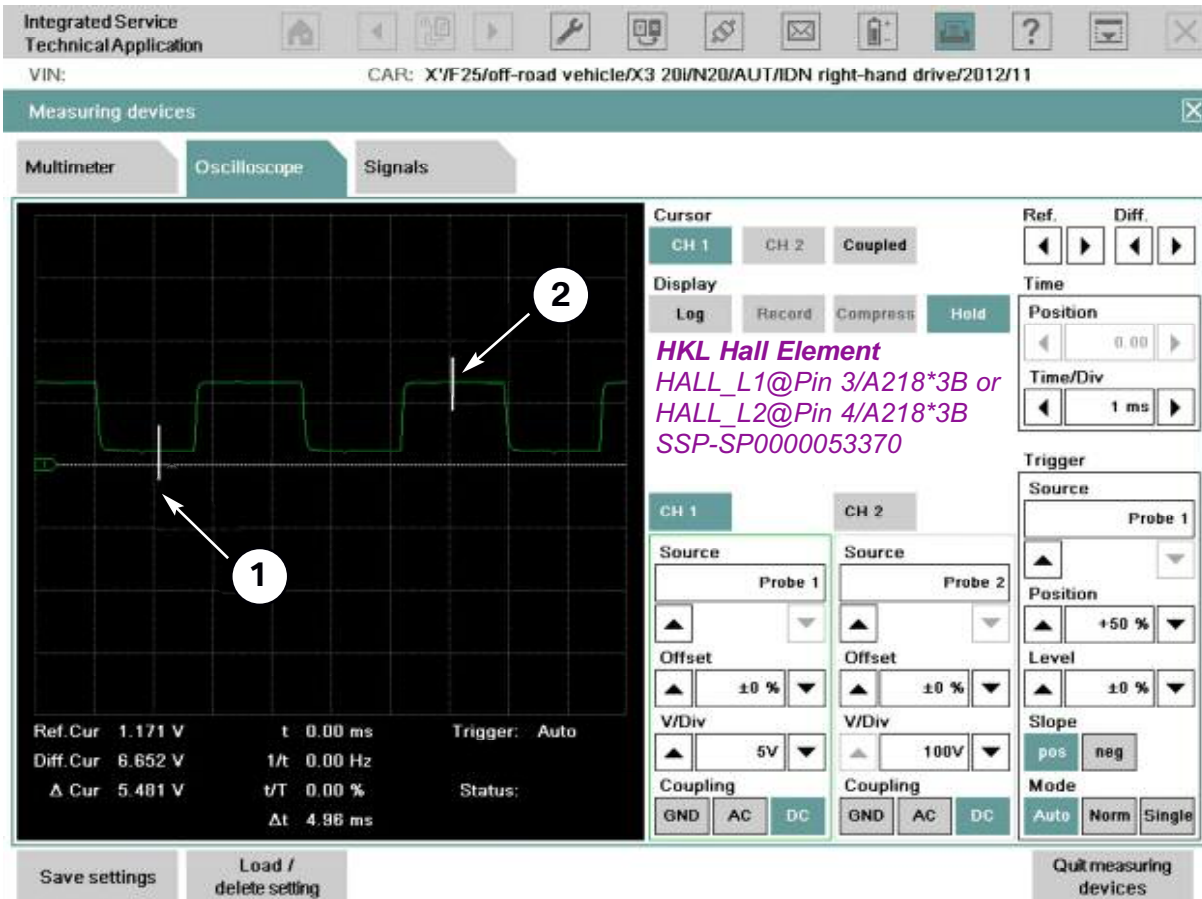 Integrated Service
Technical Application
?
VIN:
CAR: X'/F25/off-road vehicle/X3 20i/N20/AUT/IDN right-hand drive/2012/11
Measuring devices
Multimeter
Oscilloscope
Signals
1
2
1
Ref.Cur 1.171 V t 0.00 ms Trigger: Auto
Diff.Cur 6.652 V 1/t 0.00 Hz
Δ Cur 5.481 V t/T 0.00 % Status:
Δt 4.96 ms
Cursor
CH 1 CH 2 Coupled
Display
Log Record Compress Hold
HKL Hall Element
HALL_L1@Pin 3/A218*3B or
HALL_L2@Pin 4/A218*3B
SSP-SP0000053370
CH 1
Source
Probe 1
Offset
±0 %
V/Div
5V
Coupling
GND AC DC
CH 2
Source
Probe 2
Offset
±0 %
V/Div
100V
Coupling
GND AC DC
Ref. Diff.
Time
Position
0.00
Time/Div
1 ms
Trigger
Source
Probe 1
Position
+50 %
Level
±0 %
Slope
pos neg
Mode
Auto Norm Single
Save settings
Load /
delete setting
Quit measuring
devices